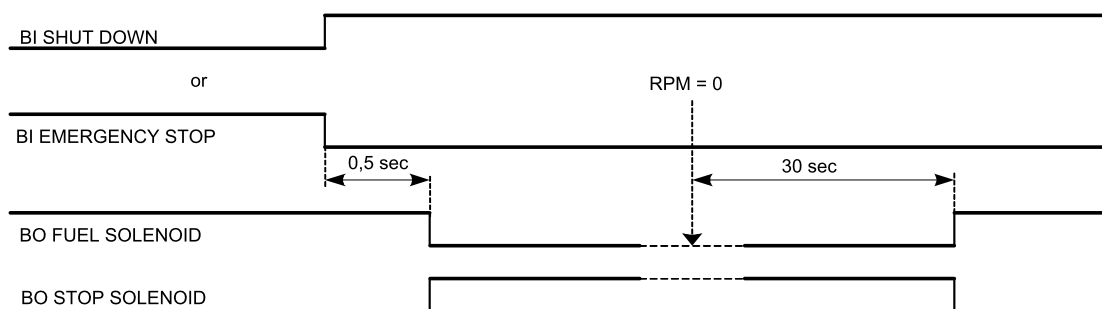 BI SHUT DOWN
or
RPM = 0
BI EMERGENCY STOP
0,5 sec
30 sec
BO FUEL SOLENOID
BO STOP SOLENOID